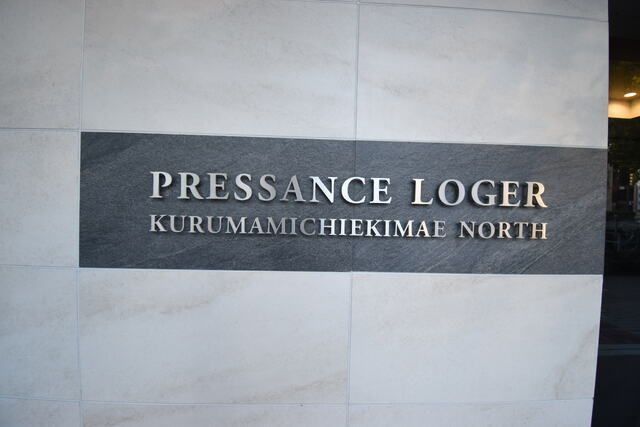 PRESSANCE LOGER
KURUMAMICHIEKIMAE NORTH